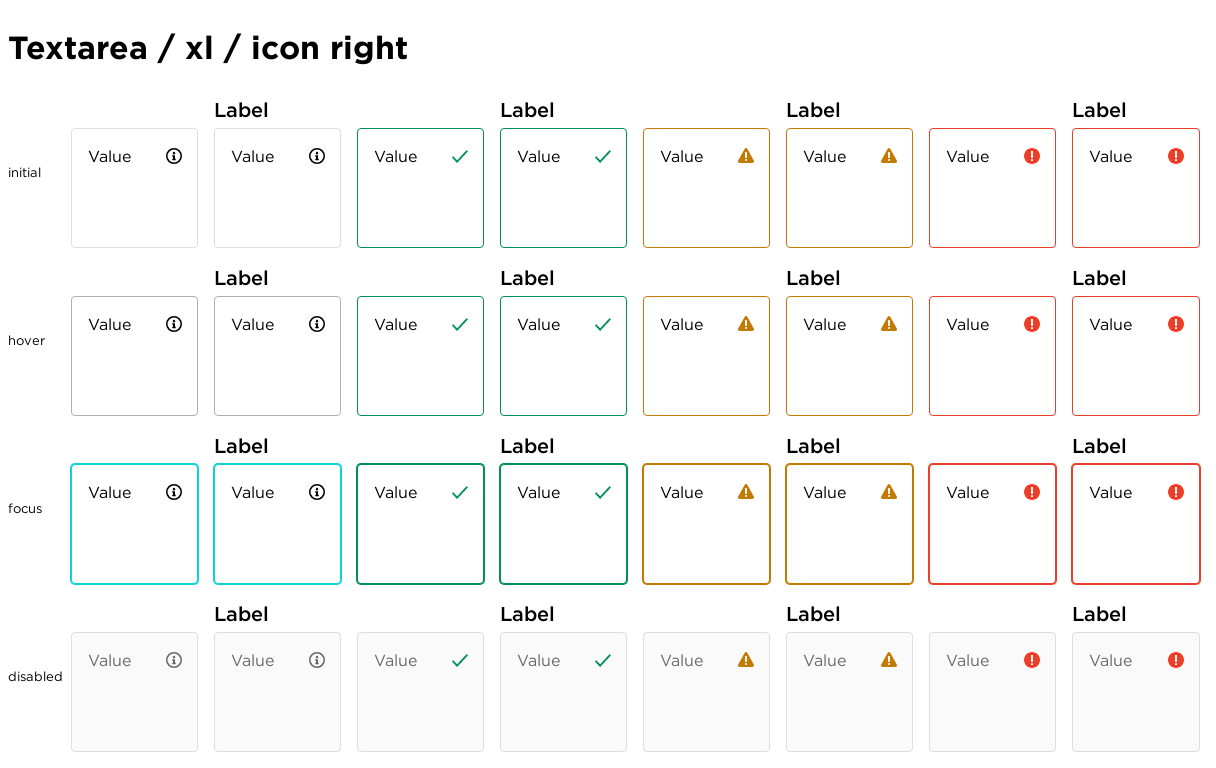 Textarea / xl / icon right
Label Label Label Label
initial Value Value Value Value Value Value Value Value
Label Label Label Label
hover Value Value Value Value Value Value Value Value
Label Label Label Label
focus Value Value Value Value Value Value Value Value
Label Label Label Label
disabled Value Value Value Value Value Value Value Value